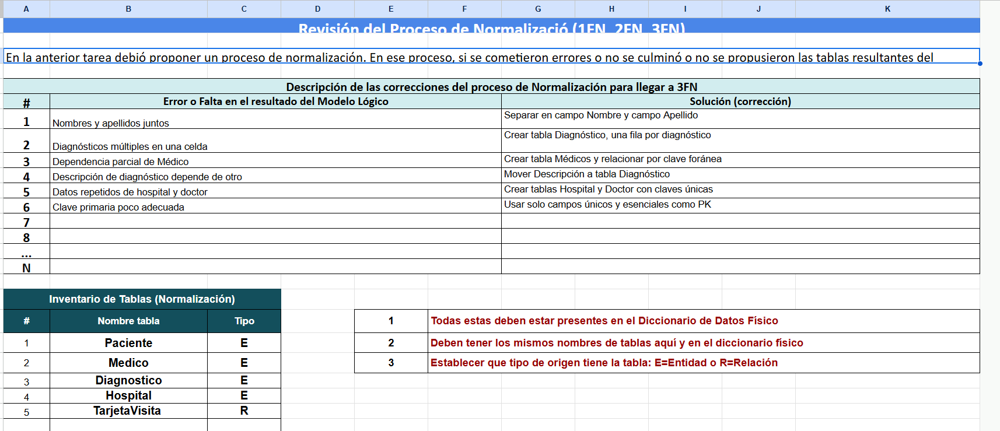 A B C D E F G H I J K
Revisión del Proceso de Normalizació (1FN, 2FN, 3FN)
En la anterior tarea debió proponer un proceso de normalización. En ese proceso, si se cometieron errores o no se culminó o no se propusieron las tablas resultantes del
Descripción de las correcciones del proceso de Normalización para llegar a 3FN
# Error o Falta en el resultado del Modelo Lógico Solución (corrección)
1 Nombres y apellidos juntos Separar en campo Nombre y campo Apellido
2 Diagnósticos múltiples en una celda Crear tabla Diagnóstico, una fila por diagnóstico
3 Dependencia parcial de Médico Crear tabla Médicos y relacionar por clave foránea
4 Descripción de diagnóstico depende de otro Mover Descripción a tabla Diagnóstico
5 Datos repetidos de hospital y doctor Crear tablas Hospital y Doctor con claves únicas
6 Clave primaria poco adecuada Usar solo campos únicos y esenciales como PK
7
8
...
N
Inventario de Tablas (Normalización)
# Nombre tabla Tipo
1 Todas estas deben estar presentes en el Diccionario de Datos Físico
1 Paciente E
2 Deben tener los mismos nombres de tablas aquí y en el diccionario físico
2 Medico E
3 Establecer que tipo de origen tiene la tabla: E=Entidad o R=Relación
3 Diagnostico E
4 Hospital E
5 TarjetaVisita R